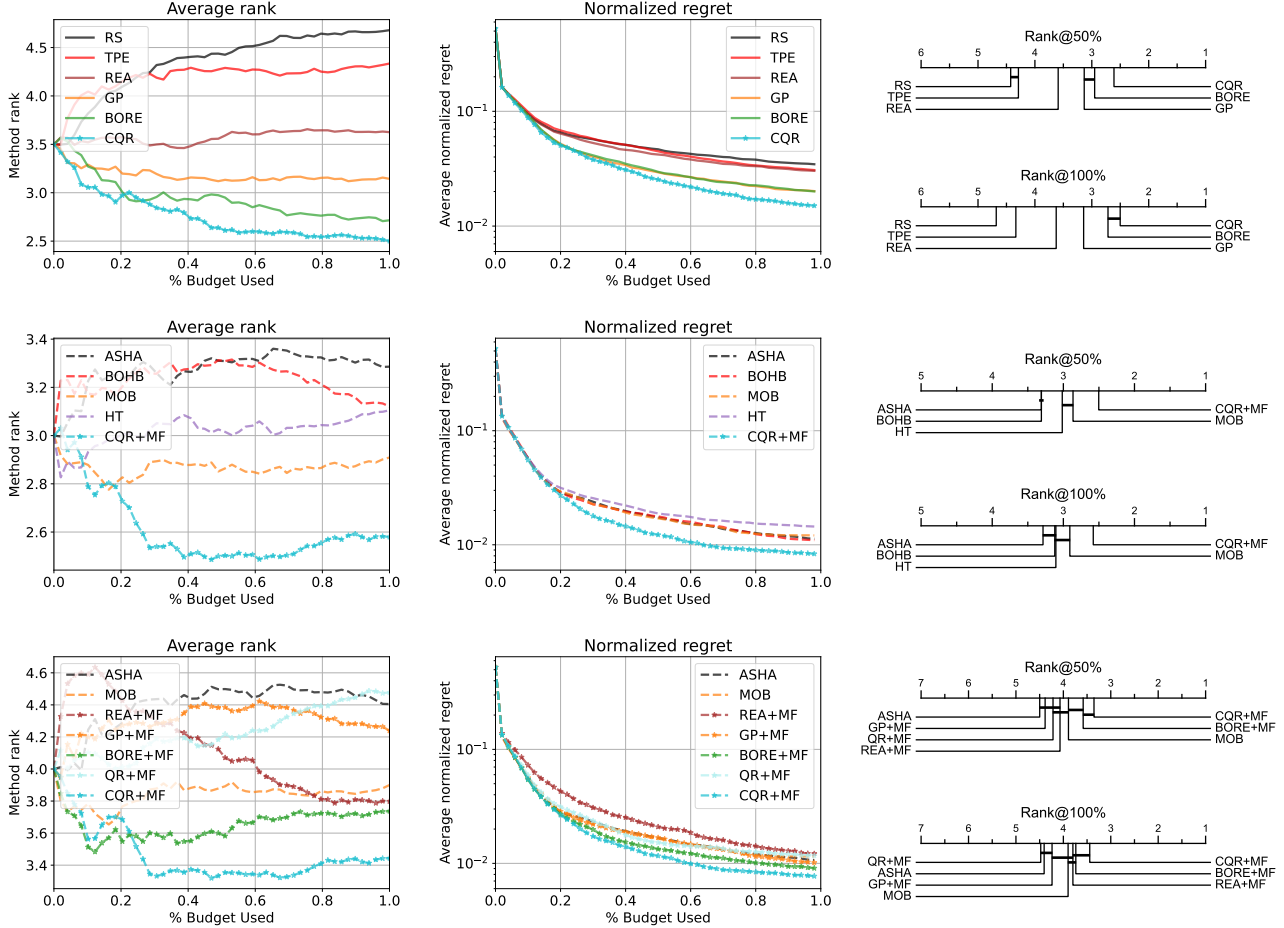 Average rank
Method rank
4.5
4.0
3.5
3.0
2.5
RS
TPE
REA
GP
BORE
CQR
0.0 0.2 0.4 0.6 0.8 1.0
% Budget Used
Normalized regret
Average normalized regret
10⁻¹
10⁻²
RS
TPE
REA
GP
BORE
CQR
0.0 0.2 0.4 0.6 0.8 1.0
% Budget Used
Rank@50%
6 5 4 3 2 1
RS CQR
TPE BORE
REA GP
Rank@100%
6 5 4 3 2 1
RS CQR
TPE BORE
REA GP
Average rank
Method rank
3.4
3.2
3.0
2.8
2.6
ASHA
BOHB
MOB
HT
CQR+MF
0.0 0.2 0.4 0.6 0.8 1.0
% Budget Used
Normalized regret
Average normalized regret
10⁻¹
10⁻²
ASHA
BOHB
MOB
HT
CQR+MF
0.0 0.2 0.4 0.6 0.8 1.0
% Budget Used
Rank@50%
5 4 3 2 1
ASHA CQR+MF
BOHB MOB
HT
Rank@100%
5 4 3 2 1
ASHA CQR+MF
BOHB MOB
HT
Average rank
Method rank
4.6
4.4
4.2
4.0
3.8
3.6
3.4
ASHA
MOB
REA+MF
GP+MF
BORE+MF
QR+MF
CQR+MF
0.0 0.2 0.4 0.6 0.8 1.0
% Budget Used
Normalized regret
Average normalized regret
10⁻¹
10⁻²
ASHA
MOB
REA+MF
GP+MF
BORE+MF
QR+MF
CQR+MF
0.0 0.2 0.4 0.6 0.8 1.0
% Budget Used
Rank@50%
7 6 5 4 3 2 1
ASHA CQR+MF
GP+MF BORE+MF
QR+MF MOB
REA+MF
Rank@100%
7 6 5 4 3 2 1
QR+MF CQR+MF
ASHA BORE+MF
GP+MF REA+MF
MOB